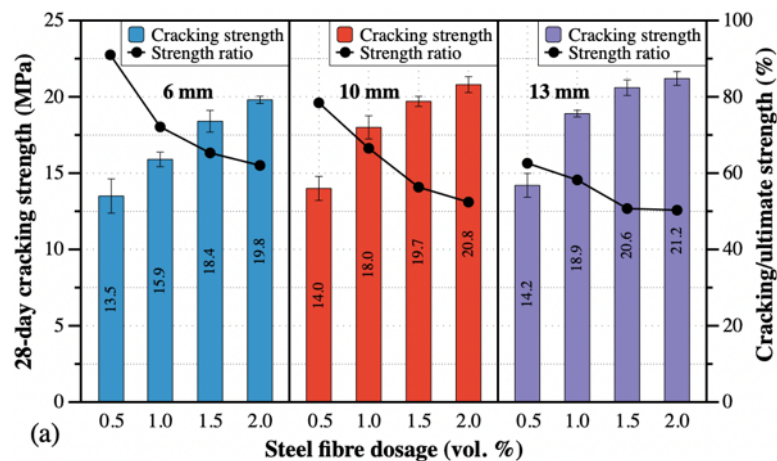 25
20
15
10
5
0
28-day cracking strength (MPa)
Cracking strength
Strength ratio
6 mm
13.5
15.9
18.4
19.8
Cracking strength
Strength ratio
10 mm
14.0
18.0
19.7
20.8
Cracking strength
Strength ratio
13 mm
14.2
18.9
20.6
21.2
100
80
60
50
60
80
Cracking/ultimate strength (%)
0.5 1.0 1.5 2.0
0.5 1.0 1.5 2.0
0.5 1.0 1.5 2.0
(a)
Steel fibre dosage (vol. %)